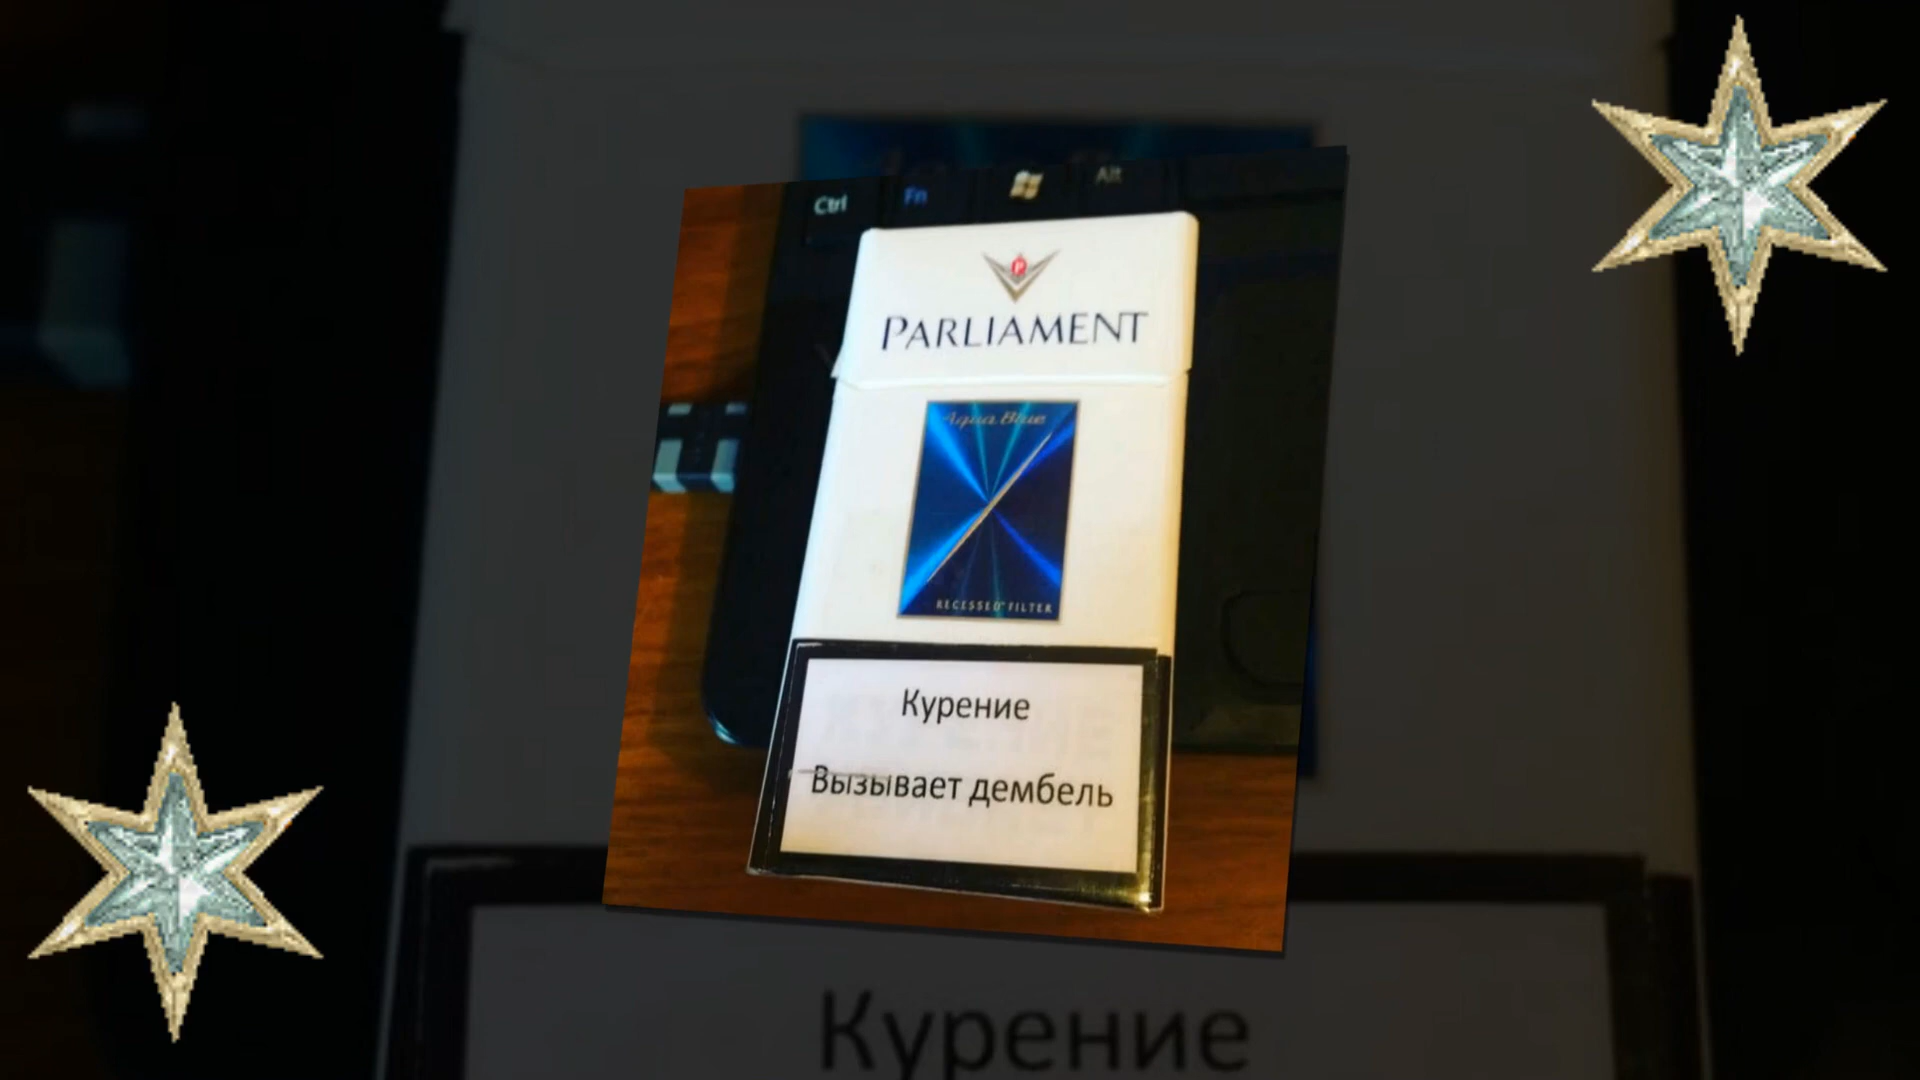 Ctrl Fn Alt
P
PARLIAMENT
Aqua Blue
RECESSED FILTER
Курение
Вызывает дембель
Курение